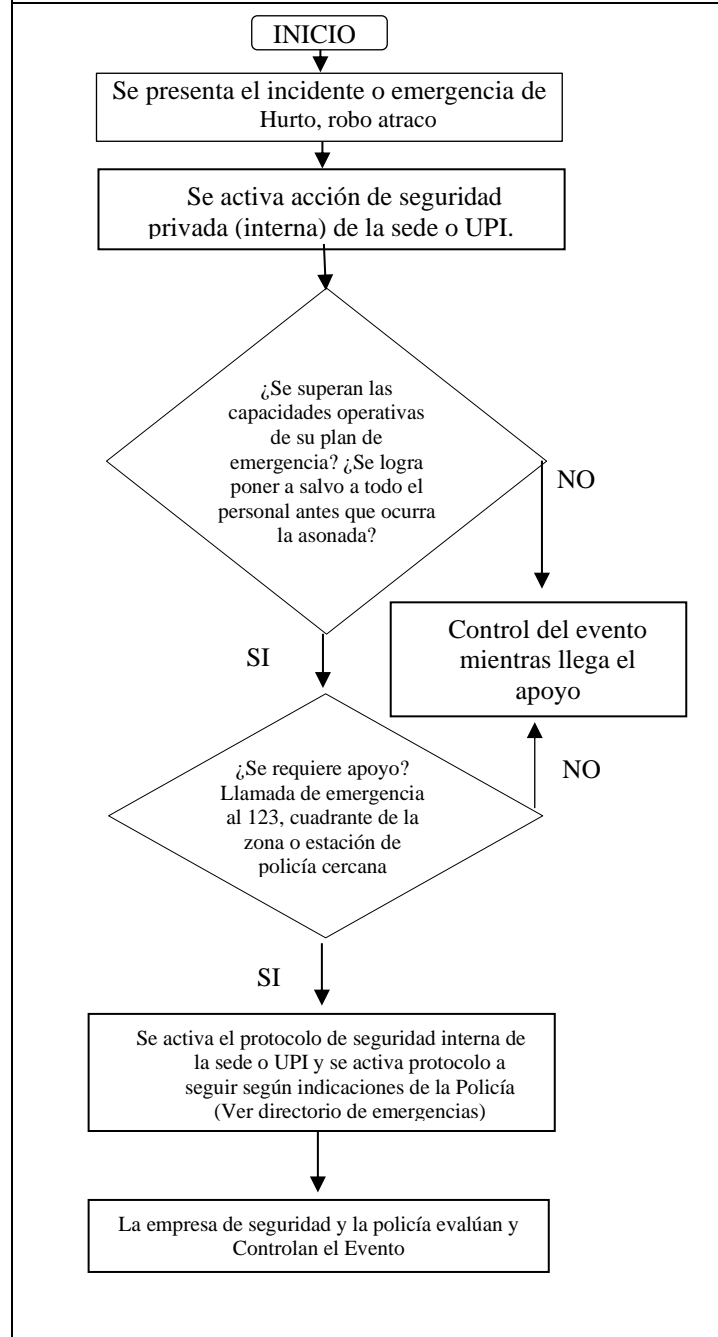 INICIO
Se presenta el incidente o emergencia de
Hurto, robo atraco
Se activa acción de seguridad
privada (interna) de la sede o UPI.
¿Se superan las
capacidades operativas
de su plan de
emergencia? ¿Se logra
poner a salvo a todo el
personal antes que ocurra
la asonada?
NO
Control del evento
mientras llega el
apoyo
SI
¿Se requiere apoyo?
Llamada de emergencia
al 123, cuadrante de la
zona o estación de
policía cercana
NO
SI
Se activa el protocolo de seguridad interna de
la sede o UPI y se activa protocolo a
seguir según indicaciones de la Policía
(Ver directorio de emergencias)
La empresa de seguridad y la policía evalúan y
Controlan el Evento